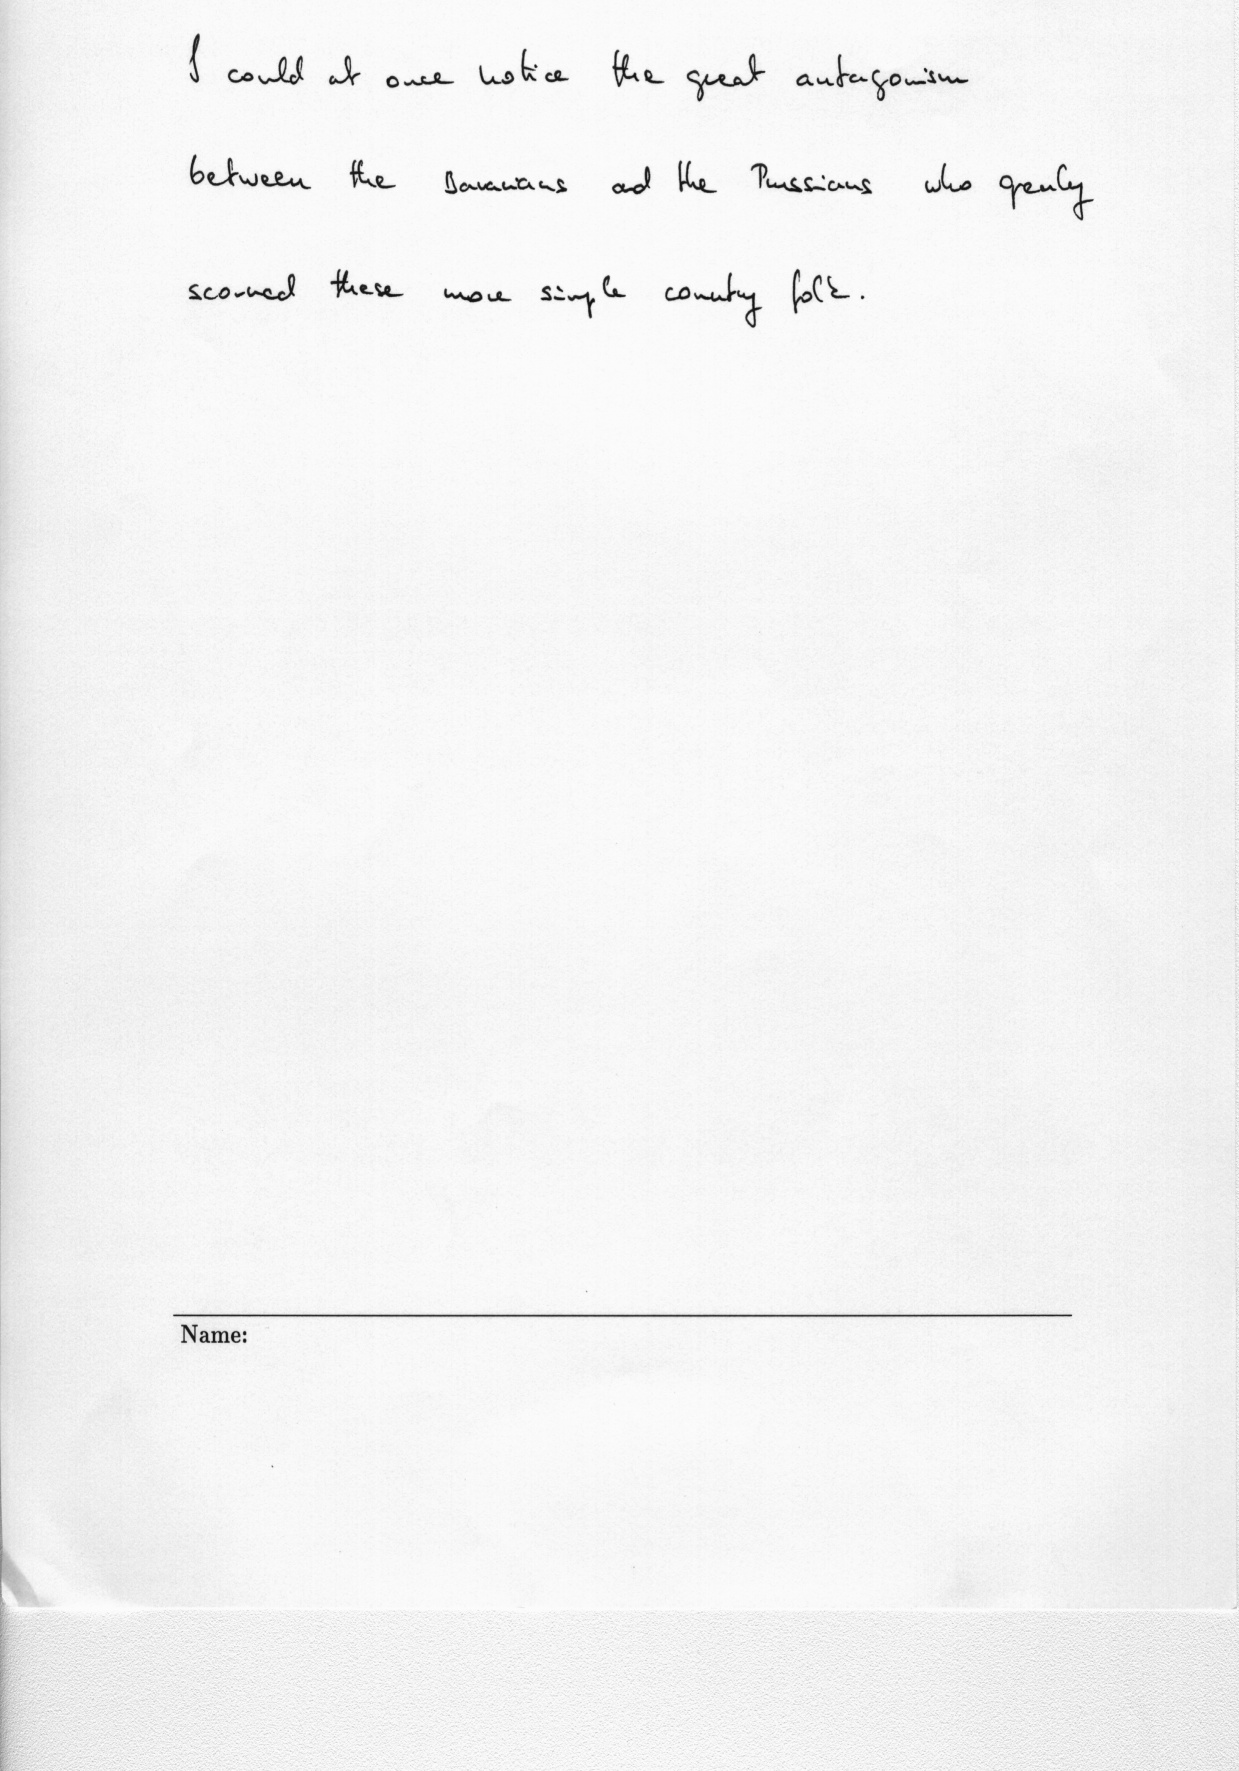 I could at once notice the great antagonism
between the Bavarians and the Prussians who greatly
scorned these more simple country folk.
Name: